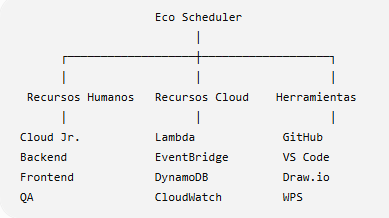 Eco Scheduler
Recursos Humanos Recursos Cloud Herramientas
Cloud Jr. Lambda GitHub
Backend EventBridge VS Code
Frontend DynamoDB Draw.io
QA CloudWatch WPS